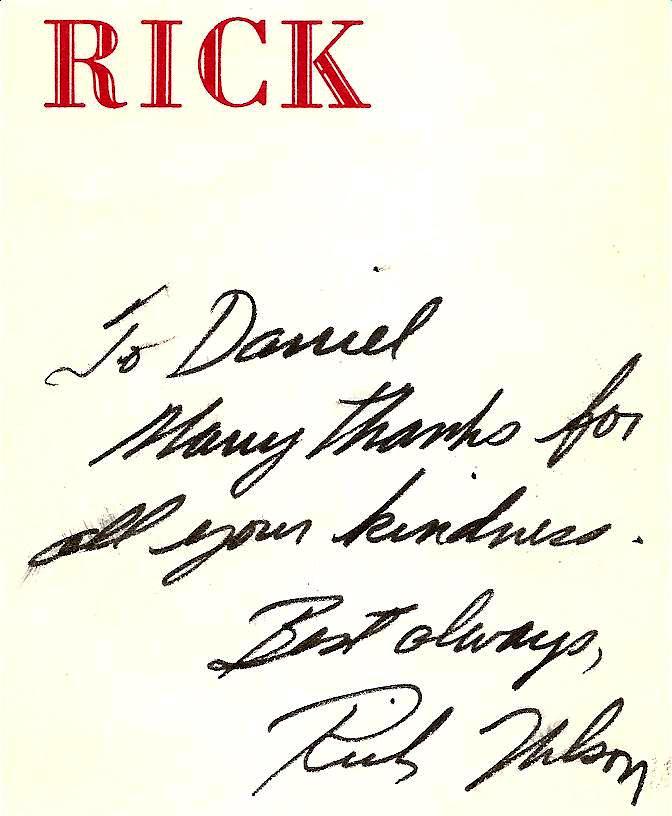 RICK
To Daniel
Many thanks for
all your kindness.
Best always,
Rick Nelson